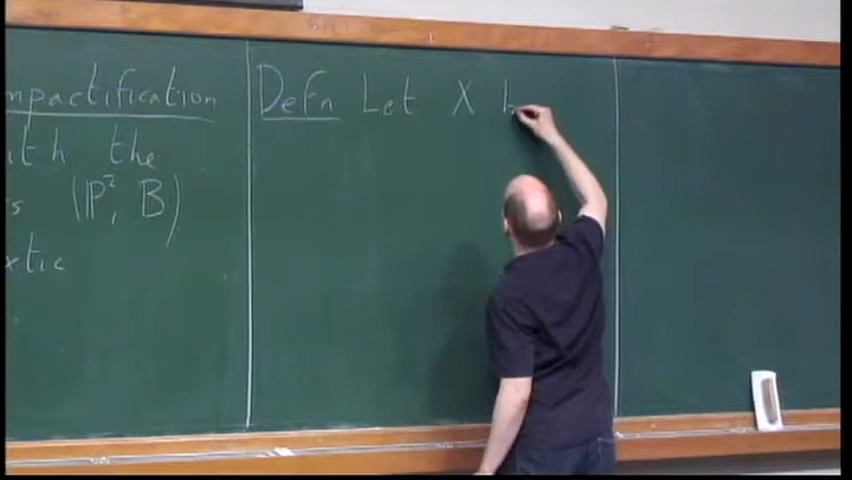 mpactification
ith the
s (ℙ², B)
xtic
Defn Let X b